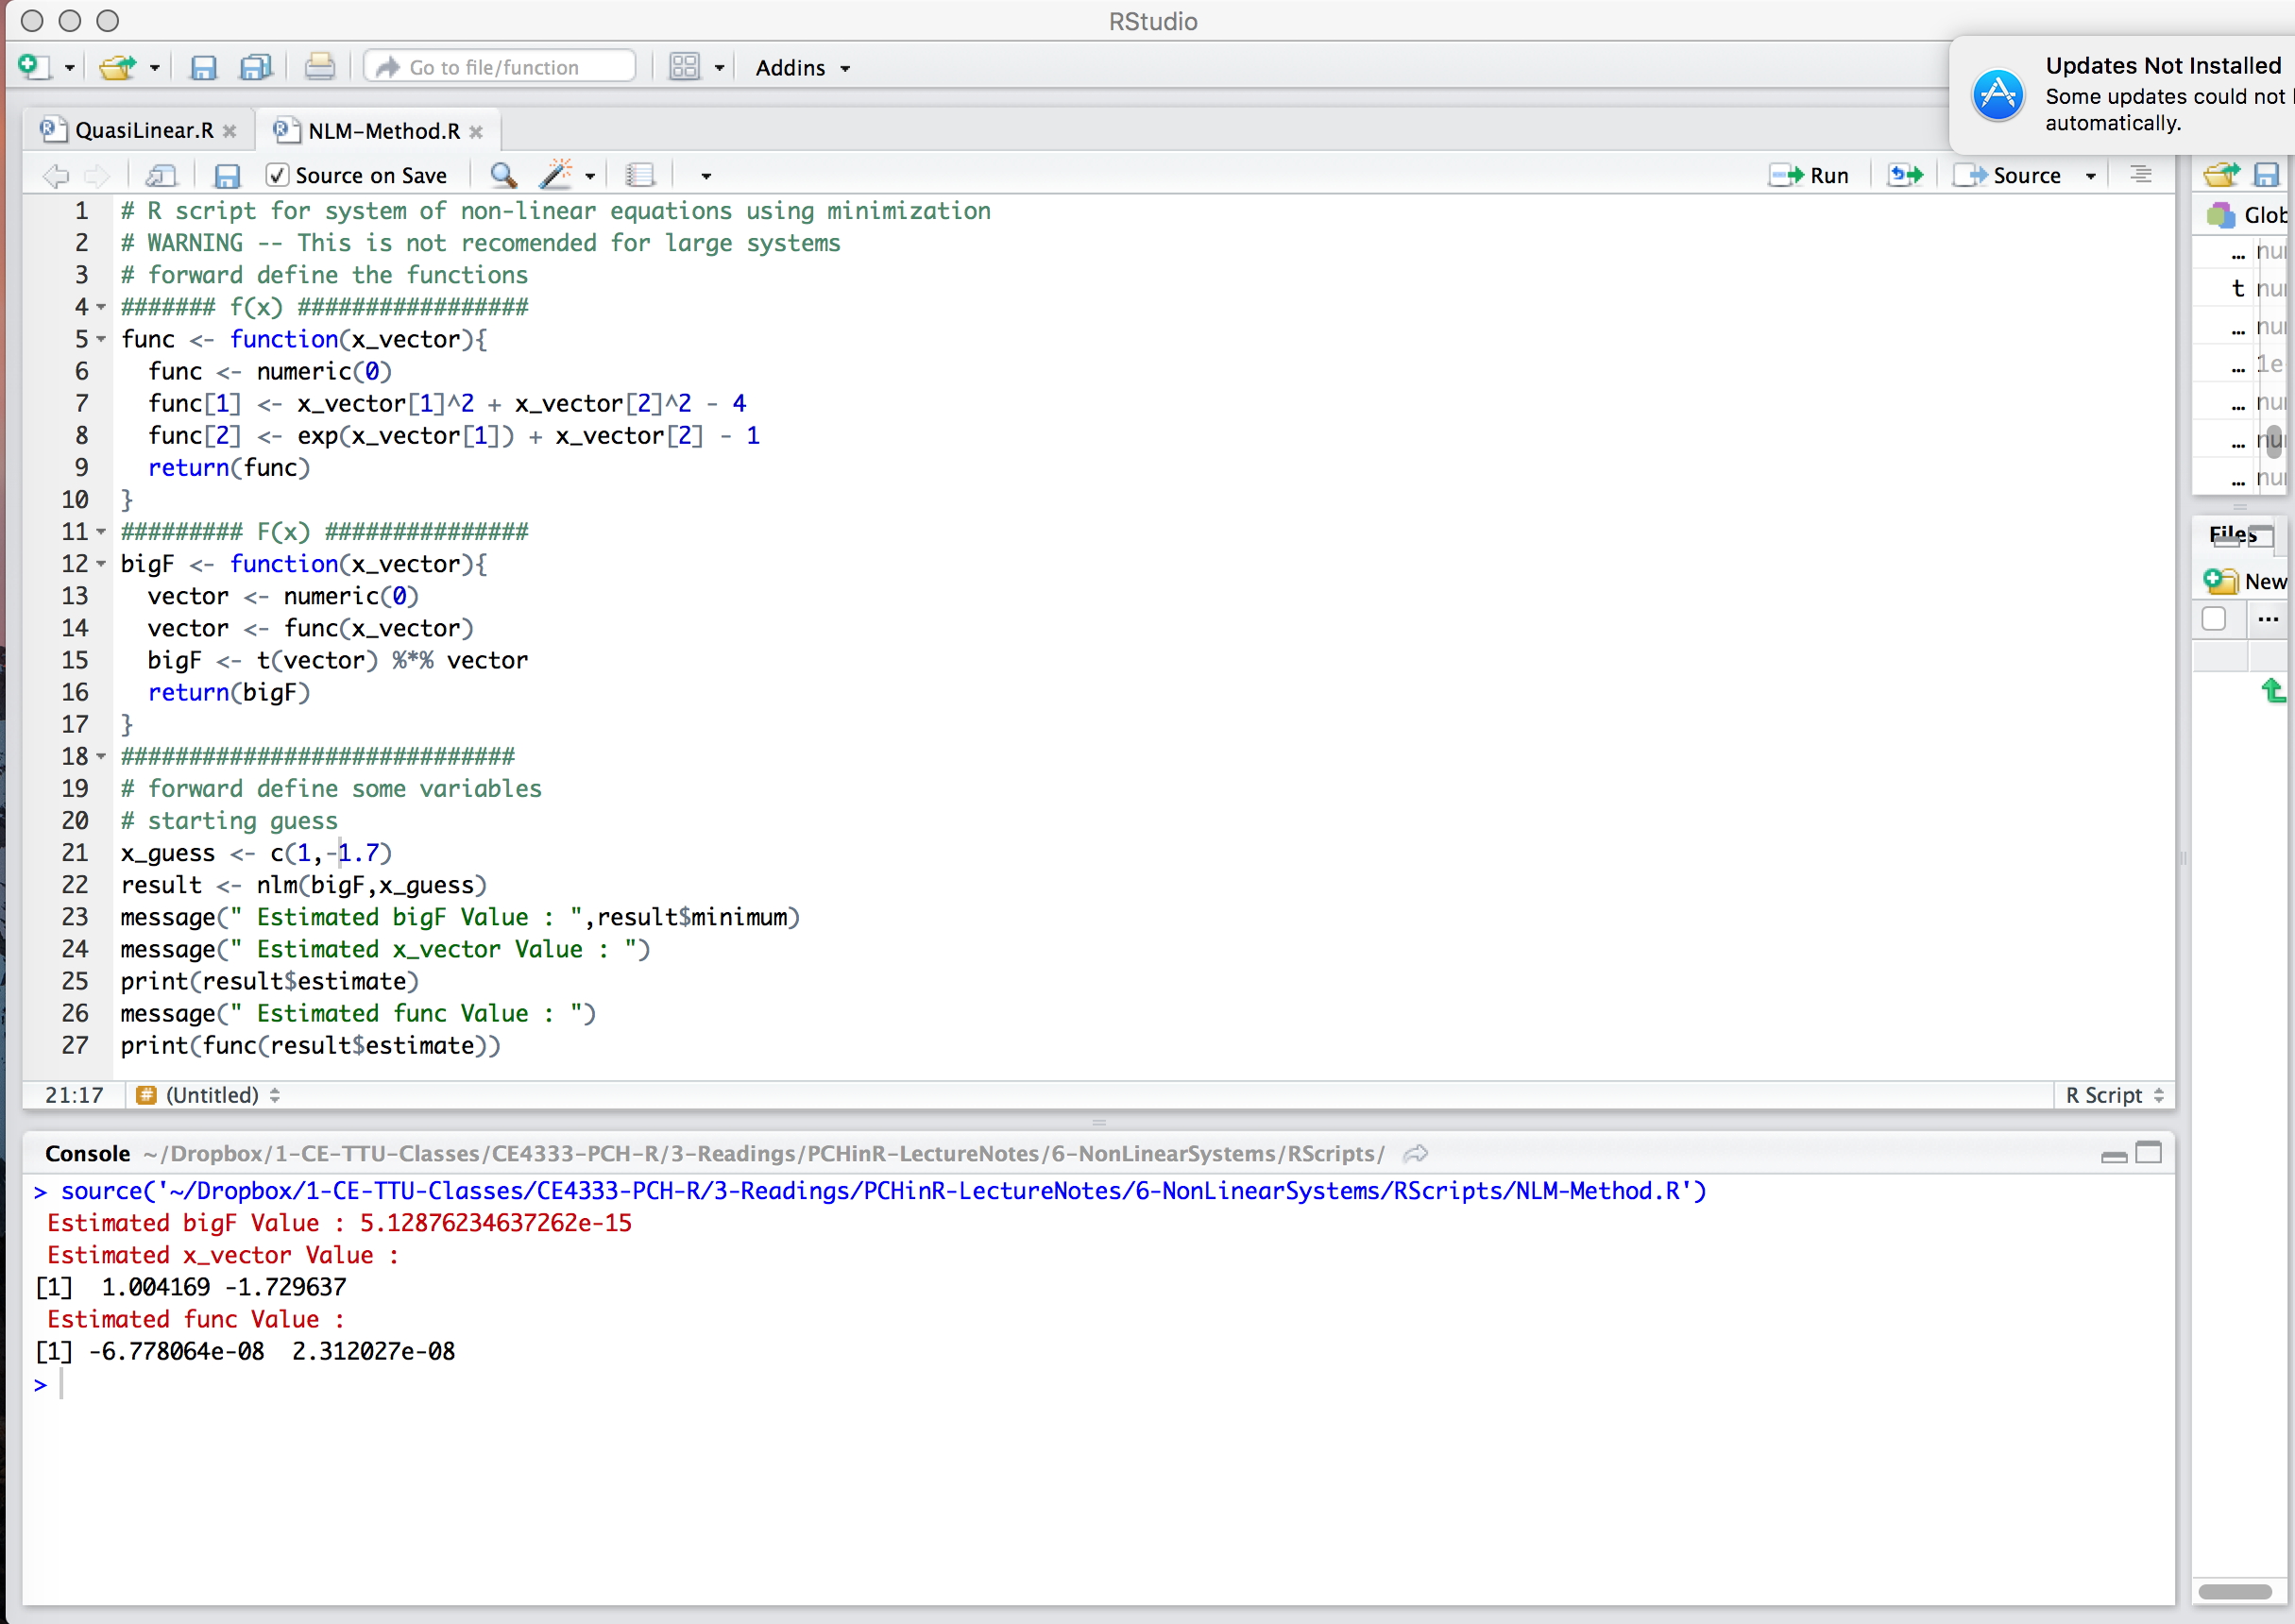 RStudio
Go to file/function
Addins
Updates Not Installed
Some updates could not
automatically.
QuasiLinear.R
NLM-Method.R
Source on Save
Run
Source
1 # R script for system of non-linear equations using minimization
2 # WARNING -- This is not recomended for large systems
3 # forward define the functions
4 ####### f(x) #################
5 func <- function(x_vector){
6   func <- numeric(0)
7   func[1] <- x_vector[1]^2 + x_vector[2]^2 - 4
8   func[2] <- exp(x_vector[1]) + x_vector[2] - 1
9   return(func)
10 }
11 ######### F(x) ###############
12 bigF <- function(x_vector){
13   vector <- numeric(0)
14   vector <- func(x_vector)
15   bigF <- t(vector) %*% vector
16   return(bigF)
17 }
18 #############################
19 # forward define some variables
20 # starting guess
21 x_guess <- c(1,-1.7)
22 result <- nlm(bigF,x_guess)
23 message(" Estimated bigF Value : ",result$minimum)
24 message(" Estimated x_vector Value : ")
25 print(result$estimate)
26 message(" Estimated func Value : ")
27 print(func(result$estimate))
21:17 (Untitled) R Script
Console ~/Dropbox/1-CE-TTU-Classes/CE4333-PCH-R/3-Readings/PCHinR-LectureNotes/6-NonLinearSystems/RScripts/
> source('~/Dropbox/1-CE-TTU-Classes/CE4333-PCH-R/3-Readings/PCHinR-LectureNotes/6-NonLinearSystems/RScripts/NLM-Method.R')
 Estimated bigF Value : 5.12876234637262e-15
 Estimated x_vector Value :
[1]  1.004169 -1.729637
 Estimated func Value :
[1] -6.778064e-08  2.312027e-08
>
Glob
... nu
t nu
... nu
... 1e
... nu
... nu
... nu
Files
New
...